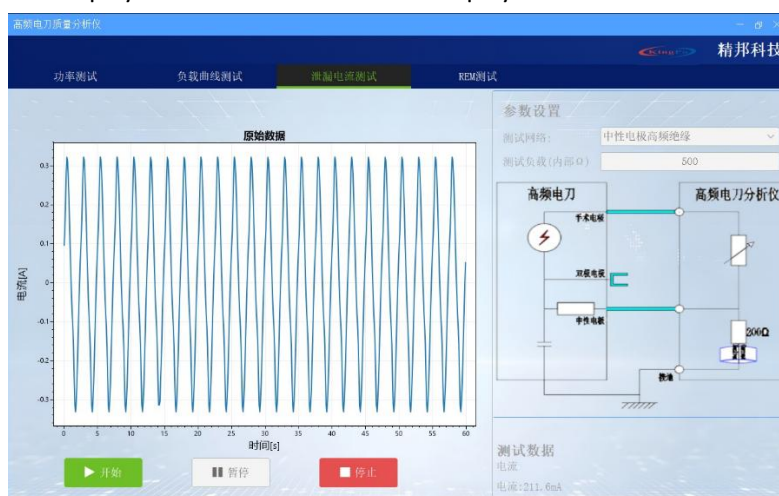 高频电刀质量分析仪
精邦科技
功率测试
负载曲线测试
泄漏电流测试
REM测试
原始数据
0.3
0.2
0.1
0
-0.1
-0.2
-0.3
电流[A]
0 5 10 15 20 25 30 35 40 45 50 55 60
时间[s]
开始
暂停
停止
参数设置
测试网络:
中性电极高频绝缘
测试负载(内部Ω)
500
高频电刀
高频电刀分析仪
手术电极
双极电极
中性电极
200Ω
接地
测试数据
电流
电流:211.6mA